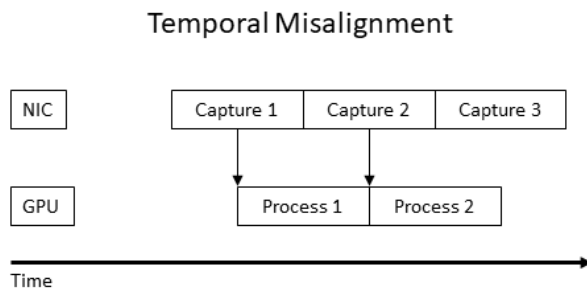 Temporal Misalignment
NIC
Capture 1
Capture 2
Capture 3
GPU
Process 1
Process 2
Time